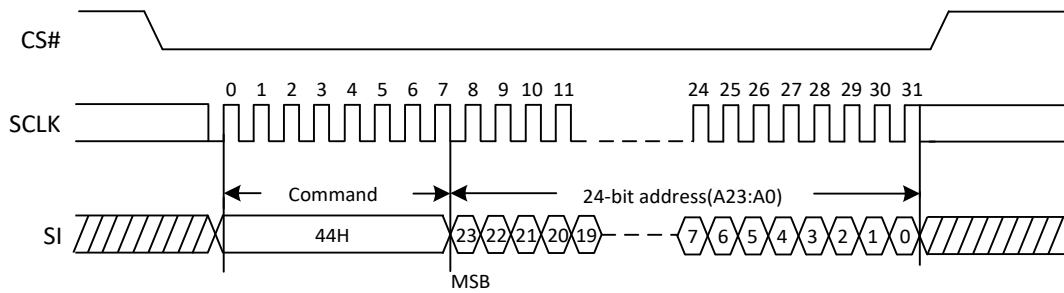 CS#
0 1 2 3 4 5 6 7 8 9 10 11 24 25 26 27 28 29 30 31
SCLK
Command 24-bit address(A23:A0)
SI 44H 23 22 21 20 19 7 6 5 4 3 2 1 0
MSB